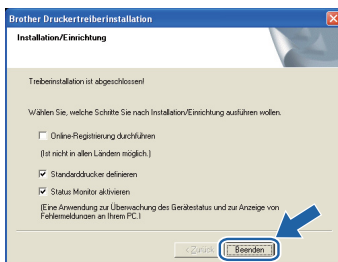 Brother Druckertreiberinstallation
Installation/Einrichtung
Treiberinstallation ist abgeschlossen!
Wählen Sie, welche Schritte Sie nach Installation/Einrichtung ausführen wollen.
Online-Registrierung durchführen
(Ist nicht in allen Ländern möglich.)
Standarddrucker definieren
Status Monitor aktivieren
(Eine Anwendung zur Überwachung des Gerätestatus und zur Anzeige von
Fehlermeldungen an Ihrem PC.)
< Zurück
Beenden